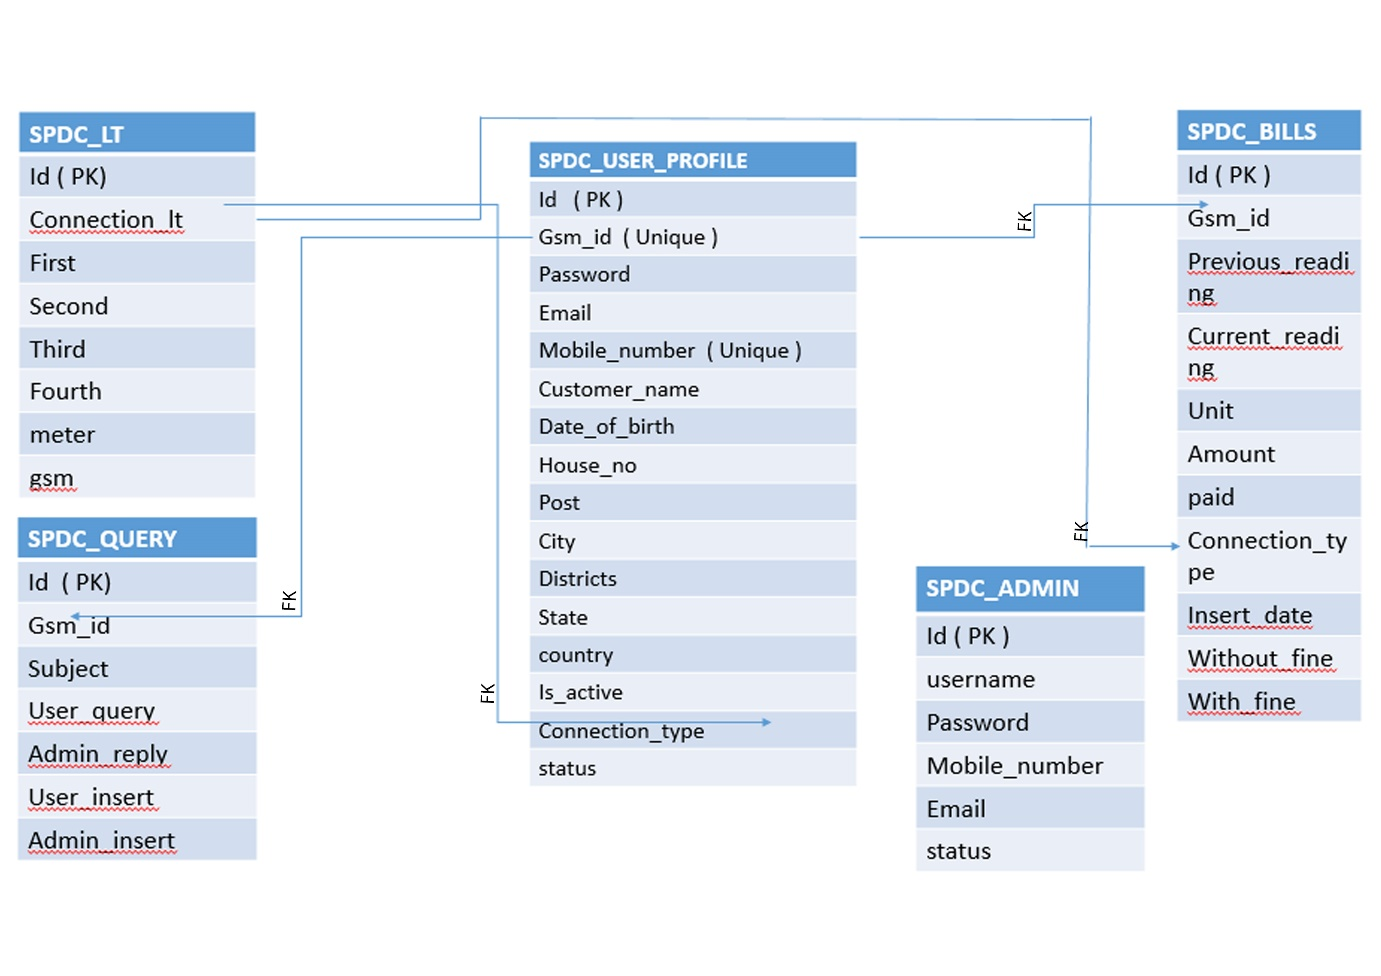 SPDC_LT
Id ( PK)
Connection_lt
First
Second
Third
Fourth
meter
gsm
SPDC_QUERY
Id ( PK)
Gsm_id
Subject
User_query
Admin_reply
User_insert
Admin_insert
FK
FK
SPDC_USER_PROFILE
Id ( PK )
Gsm_id ( Unique )
Password
Email
Mobile_number ( Unique )
Customer_name
Date_of_birth
House_no
Post
City
Districts
State
country
Is_active
Connection_type
status
FK
FK
SPDC_ADMIN
Id ( PK )
username
Password
Mobile_number
Email
status
SPDC_BILLS
Id ( PK )
Gsm_id
Previous_readi
ng
Current_readi
ng
Unit
Amount
paid
Connection_ty
pe
Insert_date
Without_fine
With_fine